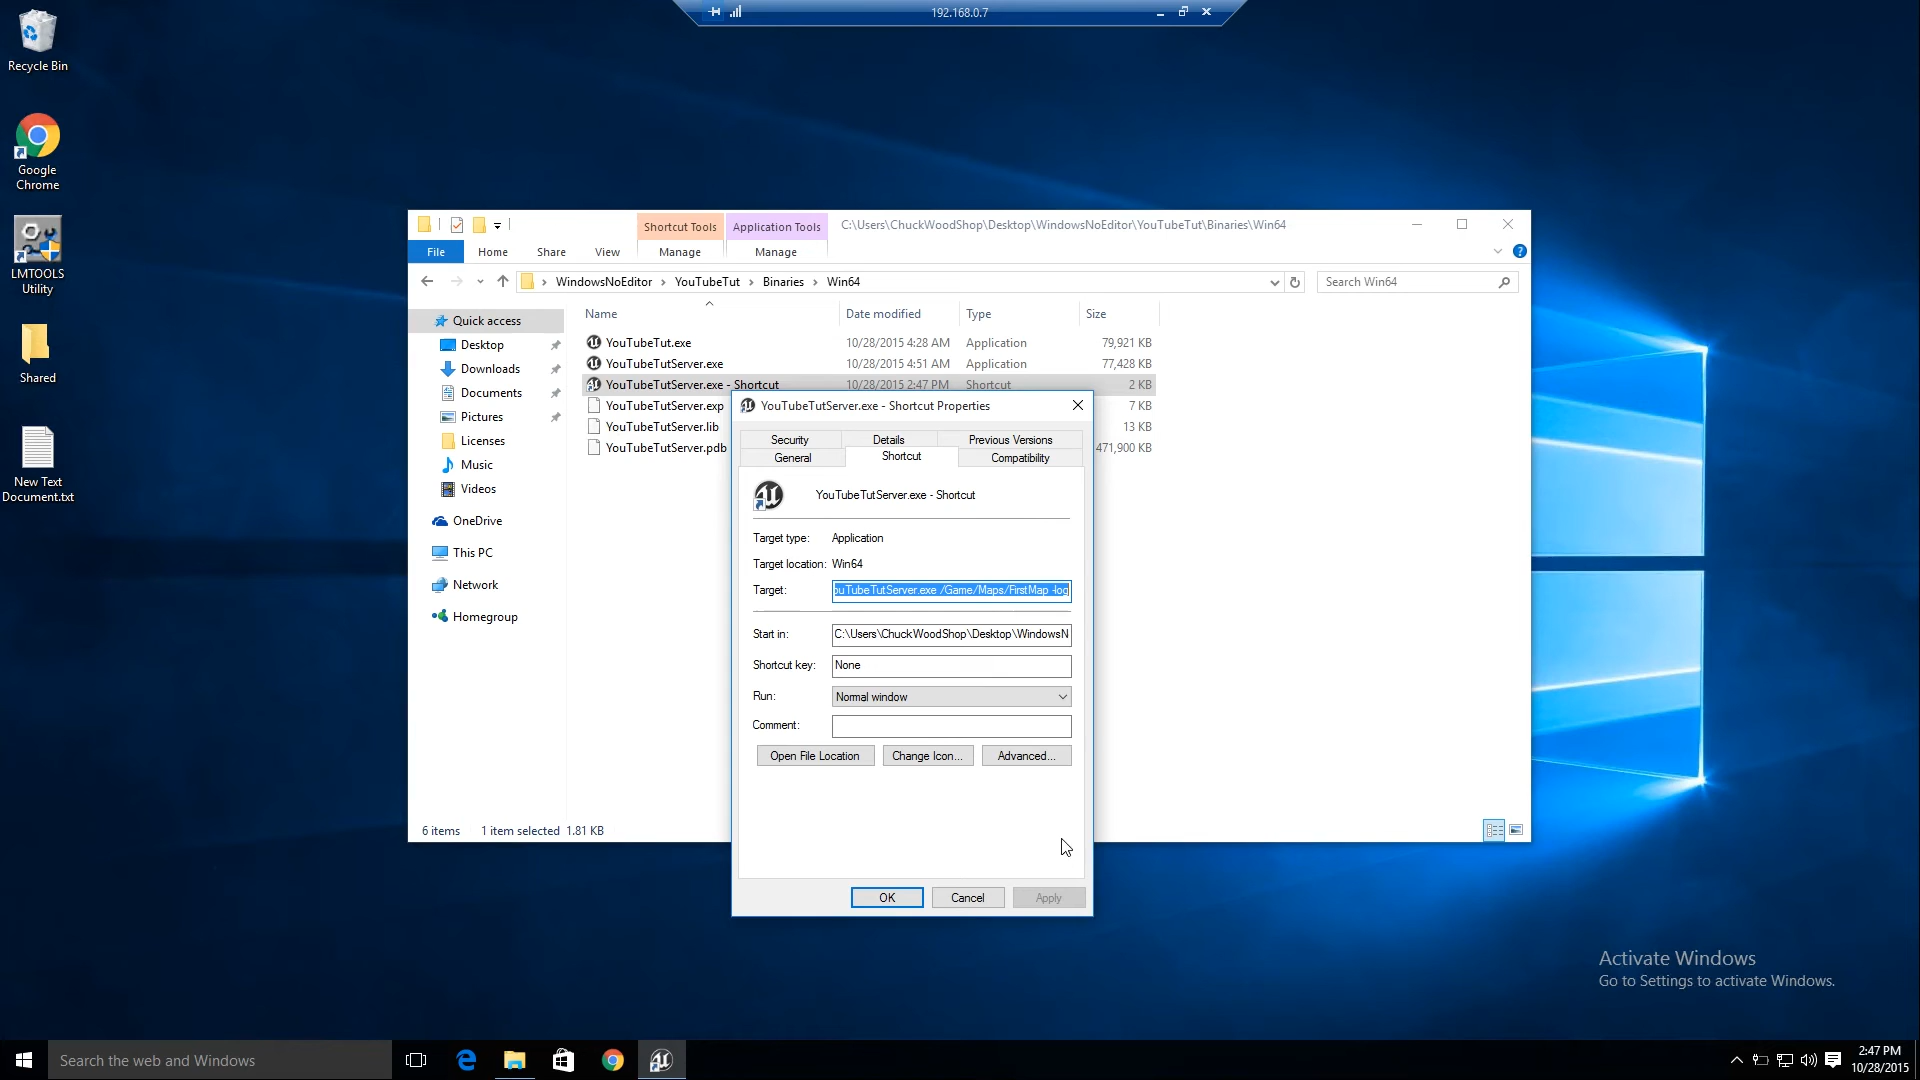 192.168.0.7
Recycle Bin
Google
Chrome
LMTOOLS
Utility
Shared
New Text
Document.txt
Shortcut Tools
Application Tools
C:\Users\ChuckWoodShop\Desktop\WindowsNoEditor\YouTubeTut\Binaries\Win64
File
Home
Share
View
Manage
Manage
WindowsNoEditor > YouTubeTut > Binaries > Win64
Search Win64
Quick access
Desktop
Downloads
Documents
Pictures
Licenses
Music
Videos
OneDrive
This PC
Network
Homegroup
Name Date modified Type Size
YouTubeTut.exe 10/28/2015 4:28 AM Application 79,921 KB
YouTubeTutServer.exe 10/28/2015 4:51 AM Application 77,428 KB
YouTubeTutServer.exe - Shortcut 10/28/2015 2:47 PM Shortcut 2 KB
YouTubeTutServer.exp 7 KB
YouTubeTutServer.lib 13 KB
YouTubeTutServer.pdb 471,900 KB
YouTubeTutServer.exe - Shortcut Properties
Security Details Previous Versions
General Shortcut Compatibility
YouTubeTutServer.exe - Shortcut
Target type: Application
Target location: Win64
Target: ouTubeTutServer.exe /Game/Maps/FirstMap -log
Start in: C:\Users\ChuckWoodShop\Desktop\WindowsN
Shortcut key: None
Run: Normal window
Comment:
Open File Location Change Icon... Advanced...
OK Cancel Apply
6 items 1 item selected 1.81 KB
Activate Windows
Go to Settings to activate Windows.
Search the web and Windows
2:47 PM
10/28/2015